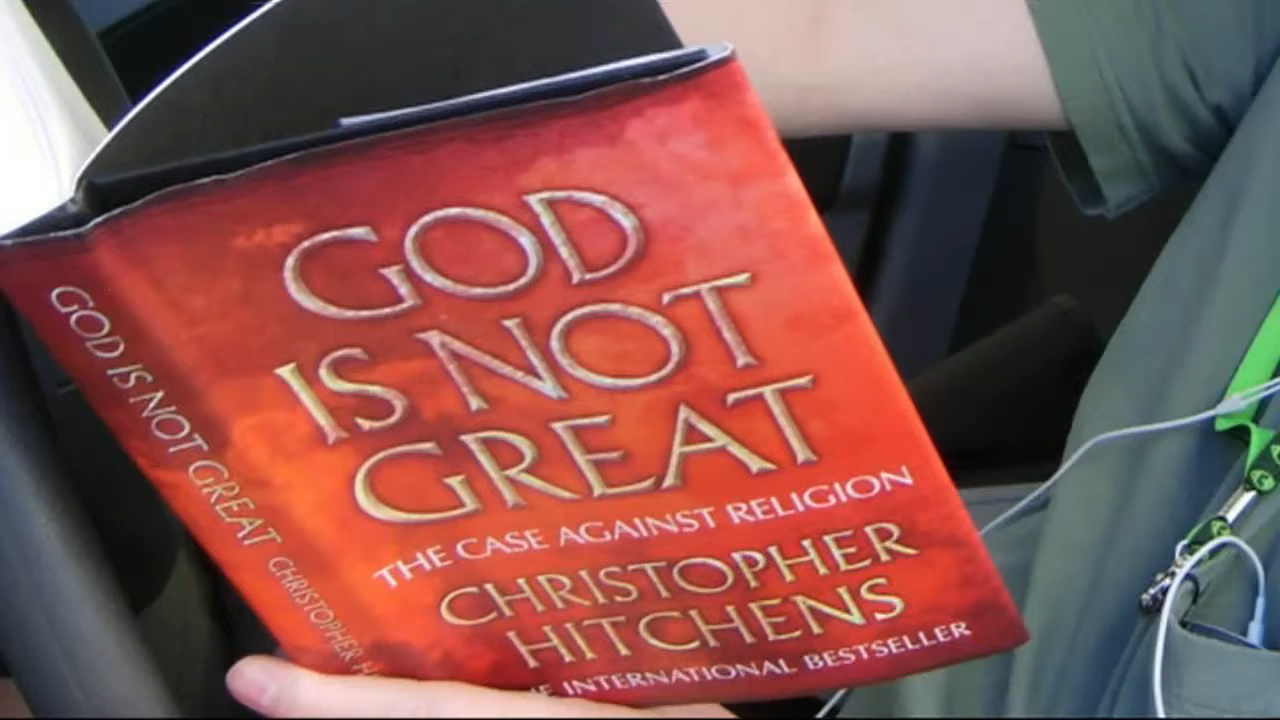 GOD
IS NOT
GREAT
THE CASE AGAINST RELIGION
CHRISTOPHER
HITCHENS
INTERNATIONAL BESTSELLER
GOD IS NOT GREAT CHRISTOPHER